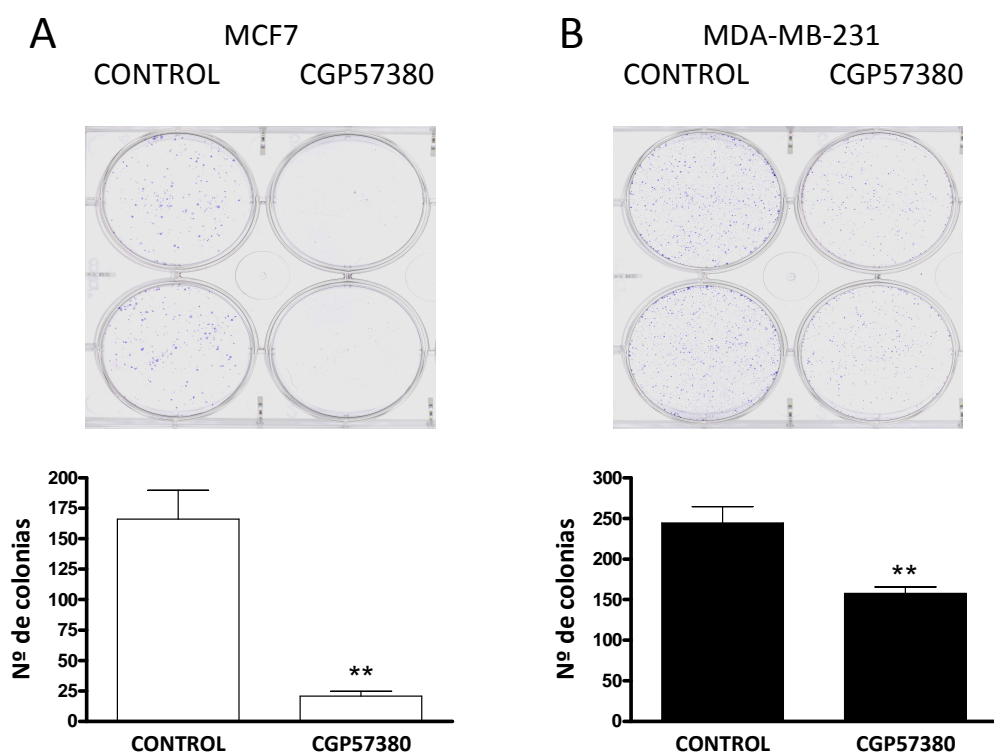 A
MCF7
CONTROL CGP57380
B
MDA-MB-231
CONTROL CGP57380
200
175
150
125
100
75
50
25
0
Nº de colonias
**
CONTROL CGP57380
300
250
200
150
100
50
0
Nº de colonias
**
CONTROL CGP57380